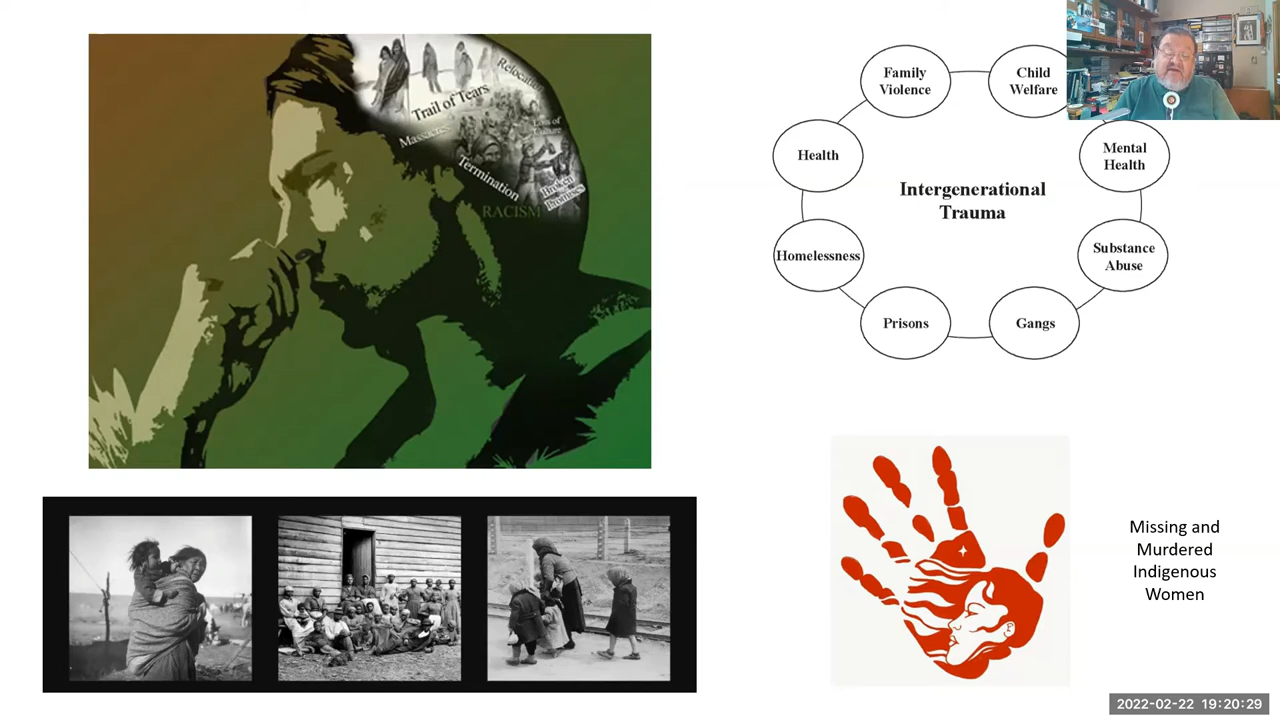 Trail of Tears
Relocation
Massacres
Loss of
Culture
Termination
Broken
Promises
RACISM
Family
Violence
Child
Welfare
Health
Mental
Health
Intergenerational
Trauma
Homelessness
Substance
Abuse
Prisons
Gangs
Missing and
Murdered
Indigenous
Women
2022-02-22 19:20:29